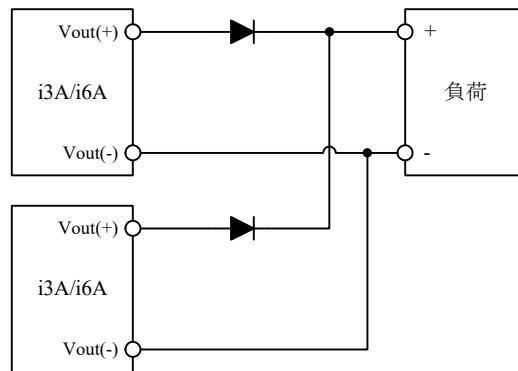 Vout(+)
+
i3A/i6A
負荷
Vout(-)
-
Vout(+)
i3A/i6A
Vout(-)